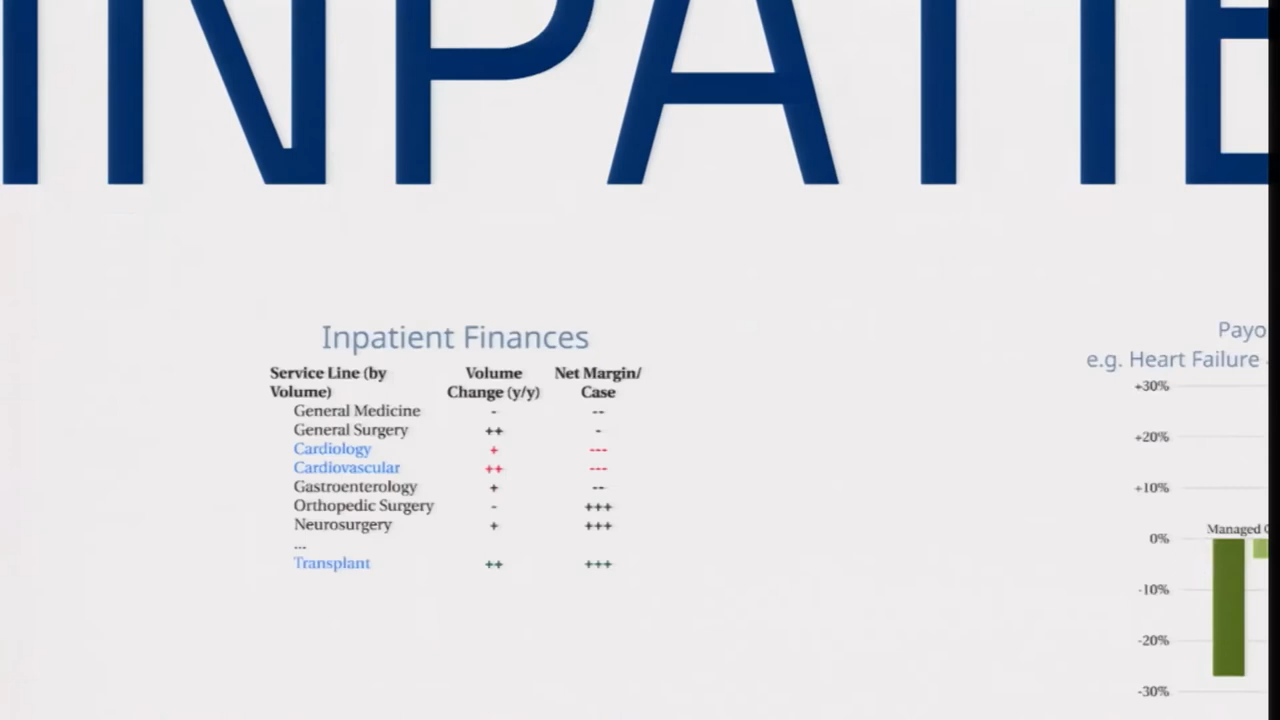 INPATIE
Inpatient Finances
Service Line (by Volume) Volume Change (y/y) Net Margin/ Case
General Medicine - --
General Surgery ++ -
Cardiology + ---
Cardiovascular ++ ---
Gastroenterology + --
Orthopedic Surgery - +++
Neurosurgery + +++
...
Transplant ++ +++
Payo
e.g. Heart Failure
+30%
+20%
+10%
Managed
0%
-10%
-20%
-30%